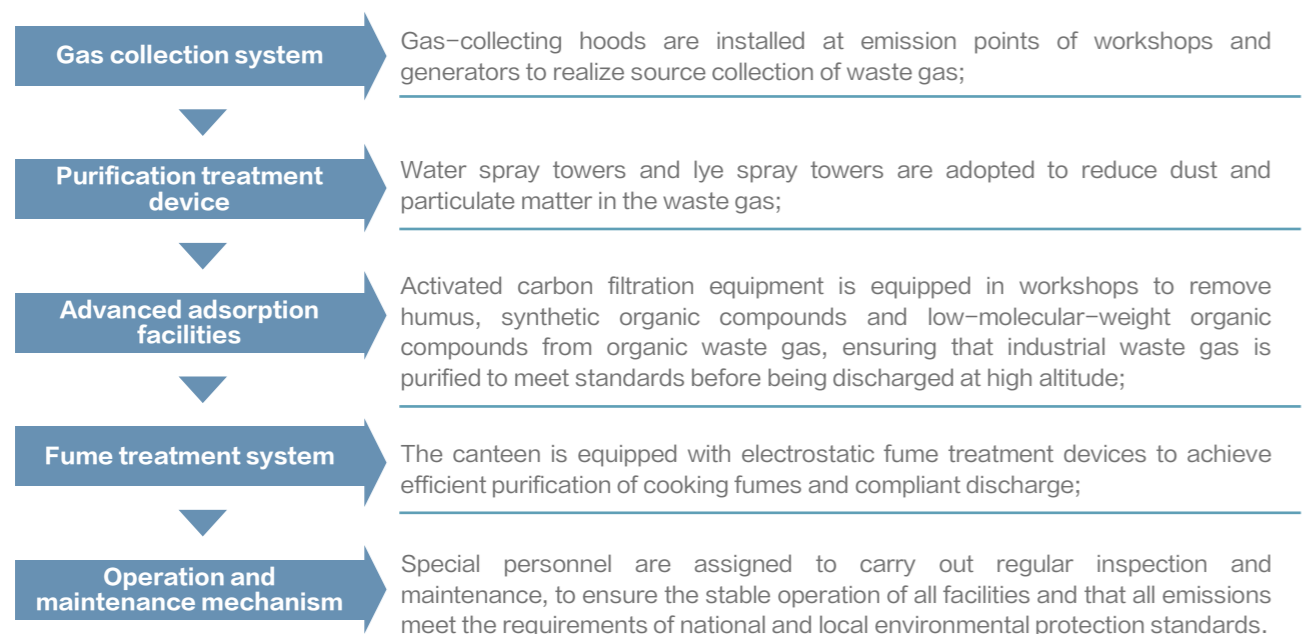 Gas collection system
Gas-collecting hoods are installed at emission points of workshops and
generators to realize source collection of waste gas;
Purification treatment
device
Water spray towers and lye spray towers are adopted to reduce dust and
particulate matter in the waste gas;
Advanced adsorption
facilities
Activated carbon filtration equipment is equipped in workshops to remove
humus, synthetic organic compounds and low-molecular-weight organic
compounds from organic waste gas, ensuring that industrial waste gas is
purified to meet standards before being discharged at high altitude;
Fume treatment system
The canteen is equipped with electrostatic fume treatment devices to achieve
efficient purification of cooking fumes and compliant discharge;
Operation and
maintenance mechanism
Special personnel are assigned to carry out regular inspection and
maintenance, to ensure the stable operation of all facilities and that all emissions
meet the requirements of national and local environmental protection standards.